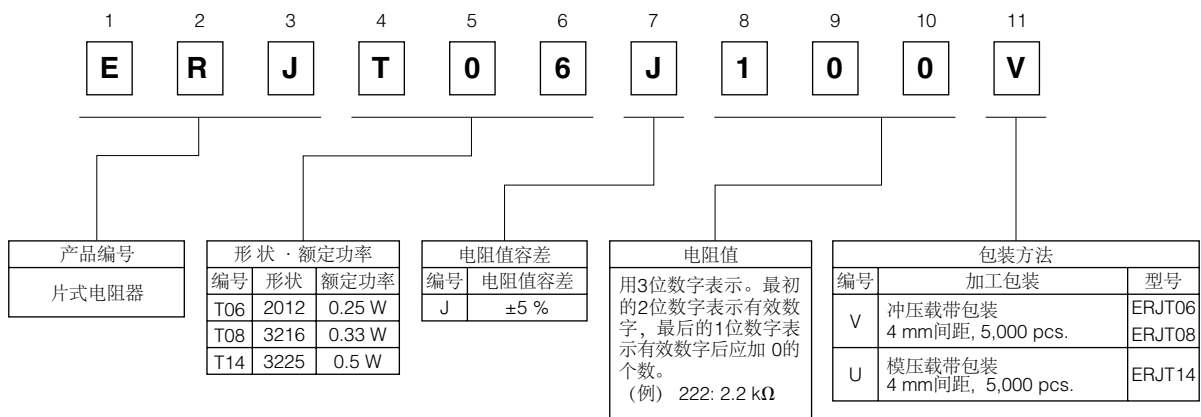 1 2 3 4 5 6 7 8 9 10 11
E R J T 0 6 J 1 0 0 V
产品编号
片式电阻器
形 状 · 额定功率
编号 形状 额定功率
T06 2012 0.25 W
T08 3216 0.33 W
T14 3225 0.5 W
电阻值容差
编号 电阻值容差
J ±5 %
电阻值
用3位数字表示。最初
的2位数字表示有效数
字，最后的1位数字表
示有效数字后应加 0的
个数。
（例） 222: 2.2 kΩ
包装方法
编号 加工包装 型号
V 冲压载带包装 ERJT06
4 mm间距, 5,000 pcs. ERJT08
U 模压载带包装 ERJT14
4 mm间距, 5,000 pcs.